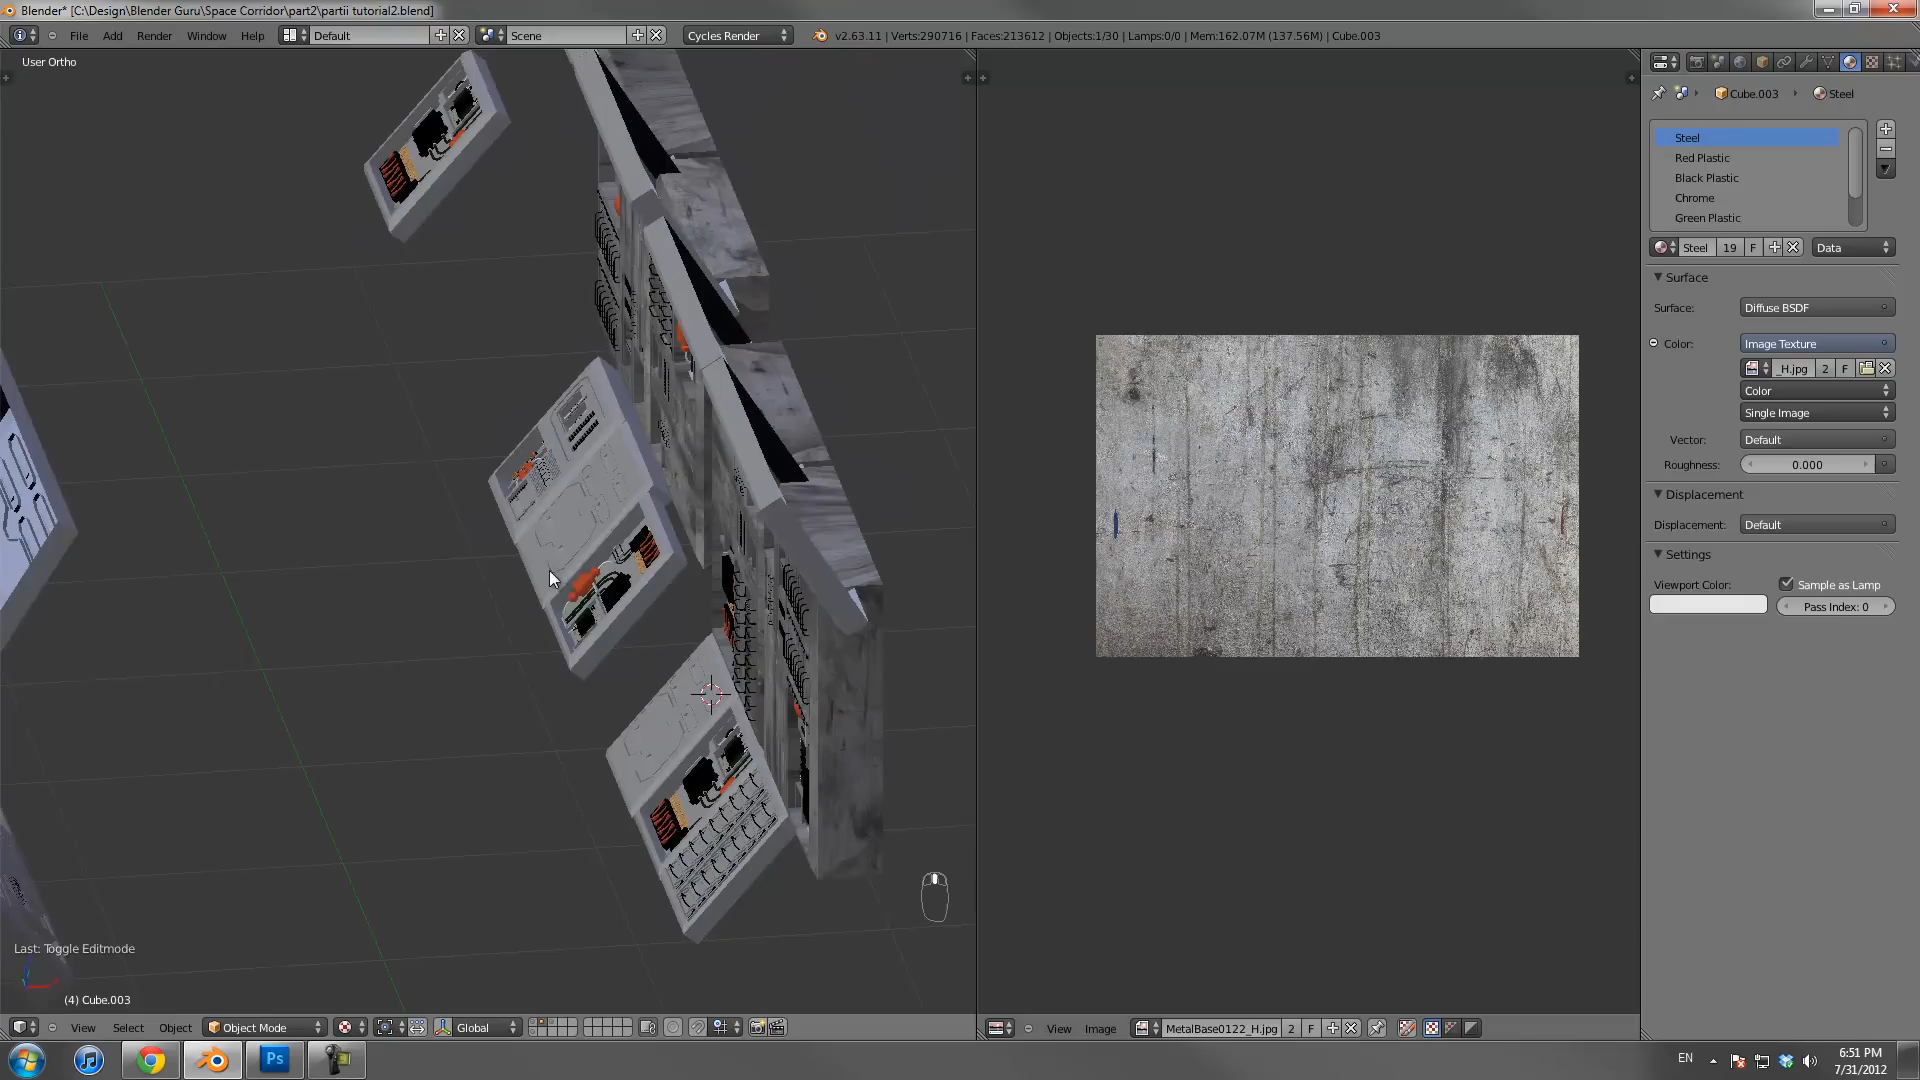 Blender* [C:\Design\Blender Guru\Space Corridor\part2\partii tutorial2.blend]
File Add Render Window Help Default Scene Cycles Render v2.63.11 | Verts:290716 | Faces:213612 | Objects:1/30 | Lamps:0/0 | Mem:162.07M (137.56M) | Cube.003
User Ortho
Cube.003 Steel
Steel
Red Plastic
Black Plastic
Chrome
Green Plastic
Steel 19 F Data
Surface
Surface: Diffuse BSDF
Color: Image Texture
_H.jpg 2 F
Color
Single Image
Vector: Default
Roughness: 0.000
Displacement
Displacement: Default
Settings
Viewport Color: Sample as Lamp
Pass Index: 0
Last: Toggle Editmode
(4) Cube.003
View Select Object Object Mode Global
View Image MetalBase0122_H.jpg 2 F
Ps
EN
6:51 PM
7/31/2012